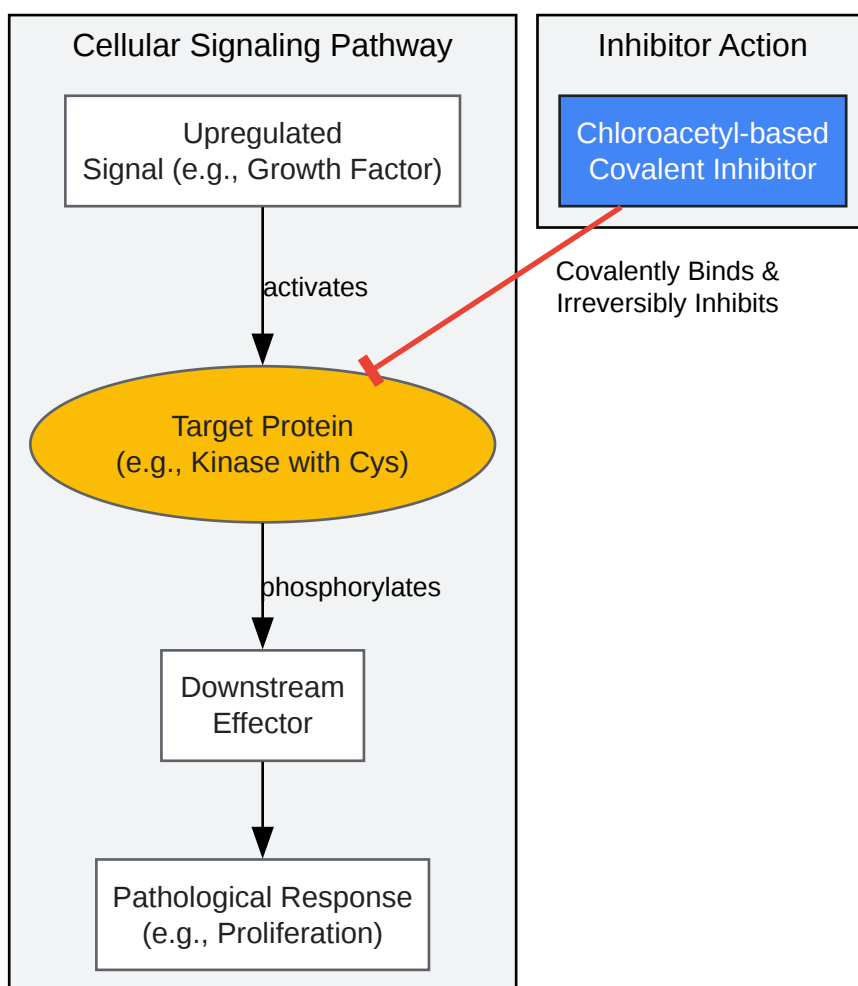 Cellular Signaling Pathway
Upregulated
Signal (e.g., Growth Factor)
activates
Target Protein
(e.g., Kinase with Cys)
phosphorylates
Downstream
Effector
Pathological Response
(e.g., Proliferation)
Inhibitor Action
Chloroacetyl-based
Covalent Inhibitor
Covalently Binds &
Irreversibly Inhibits